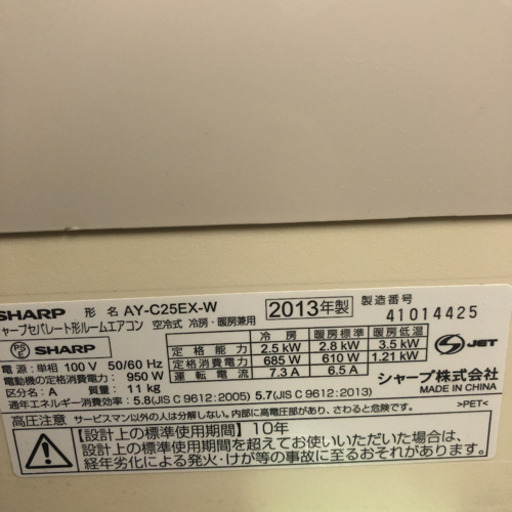 SHARP 形名 AY-C25EX-W 2013年製 製造番号 41014425
シャープセパレート形ルームエアコン 空冷式 冷房・暖房兼用
PSE SHARP
冷房 暖房標準 暖房低温
定格能力 2.5 kW 2.8 kW 3.5 kW
定格消費電力 685 W 610 W 1.21 kW
運転電流 7.3 A 6.5 A
S JET
電源:単相 100 V 50/60 Hz
電動機の定格消費電力: 950 W
区分名: A 11 kg
通年エネルギー消費効率: 5.8(JIS C 9612:2005) 5.7(JIS C 9612:2013)
シャープ株式会社
MADE IN CHINA
>PET<
高圧注意 サービスマン以外の人は分解しない。内部に高電圧部があり、さわると危険です。
【設計上の標準使用期間】10年
【設計上の標準使用期間】を超えてお使いいただいた場合は、
経年劣化による発火・けが等の事故に至るおそれがあります。